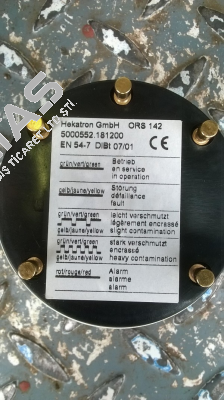 Hekatron GmbH ORS 142
5000552.181200
EN 54-7 DIBt 07/01 CE
grün/vert/green Betrieb
en service
in operation
gelb/jaune/yellow Störung
défaillance
fault
grün/vert/green leicht verschmutzt
légèrement encrassé
gelb/jaune/yellow slight contamination
grün/vert/green stark verschmutzt
fortement encrassé
gelb/jaune/yellow heavy contamination
rot/rouge/red Alarm
alarme
alarm